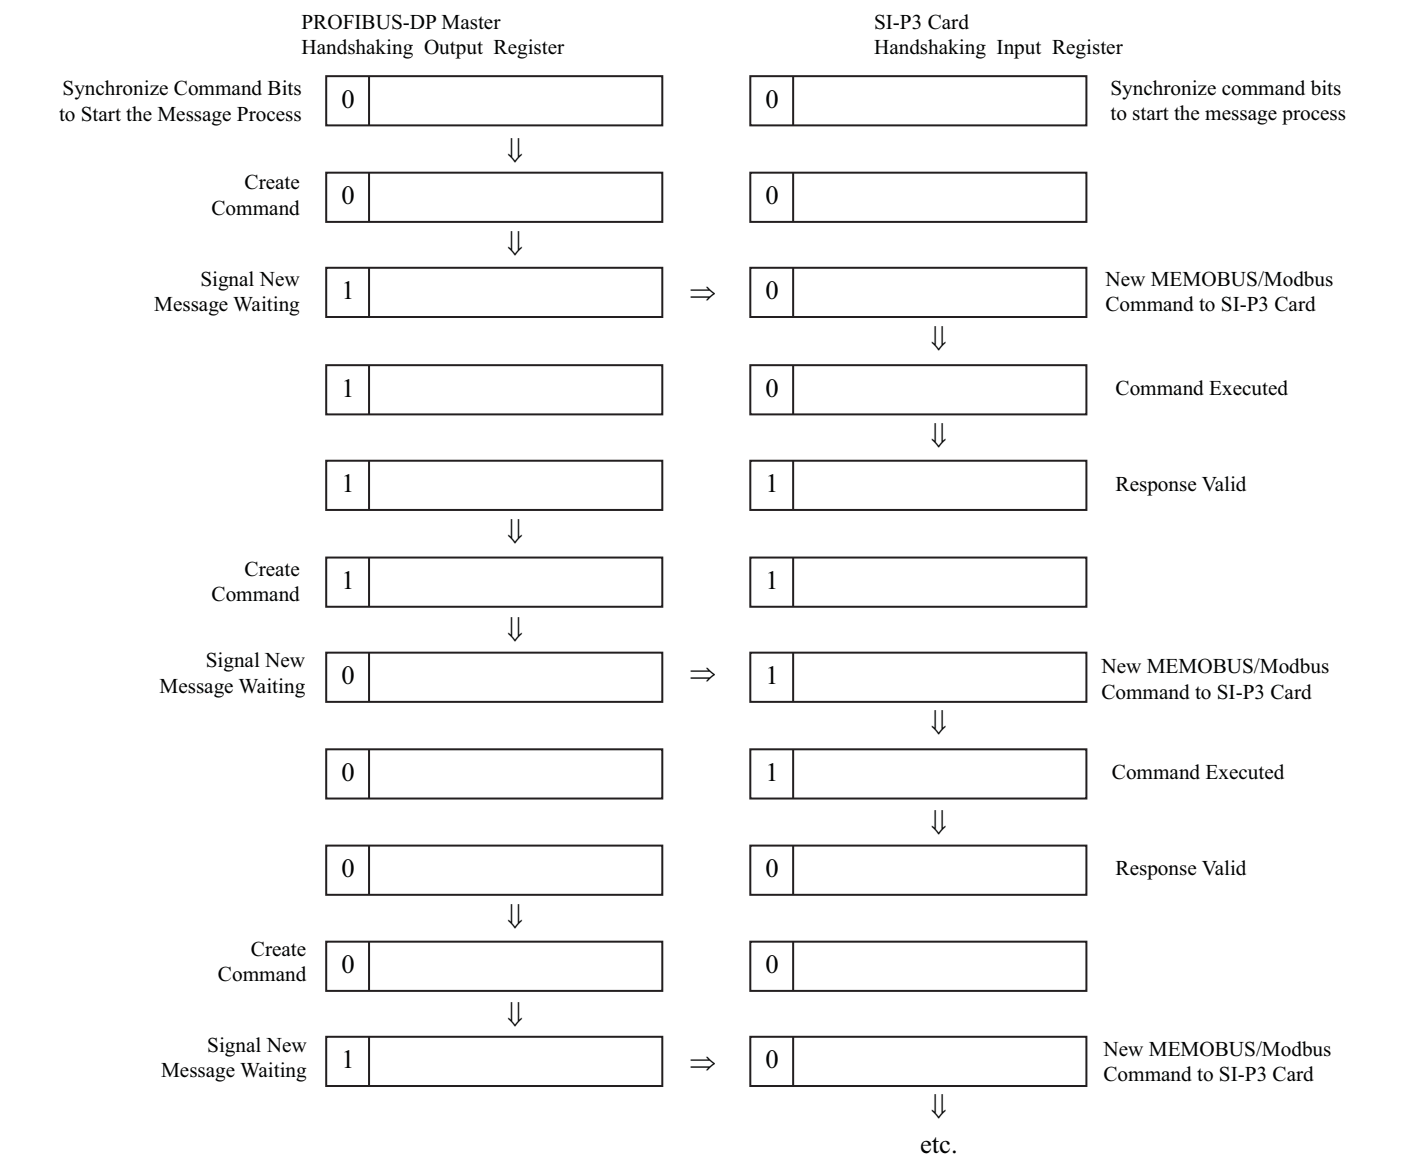 PROFIBUS-DP Master
Handshaking Output Register
SI-P3 Card
Handshaking Input Register
Synchronize Command Bits
to Start the Message Process
0
0
Synchronize command bits
to start the message process
⇓
Create
Command
0
0
⇓
Signal New
Message Waiting
1
⇒
0
New MEMOBUS/Modbus
Command to SI-P3 Card
⇓
1
0
Command Executed
⇓
1
1
Response Valid
⇓
Create
Command
1
1
⇓
Signal New
Message Waiting
0
⇒
1
New MEMOBUS/Modbus
Command to SI-P3 Card
⇓
0
1
Command Executed
⇓
0
0
Response Valid
⇓
Create
Command
0
0
⇓
Signal New
Message Waiting
1
⇒
0
New MEMOBUS/Modbus
Command to SI-P3 Card
⇓
etc.